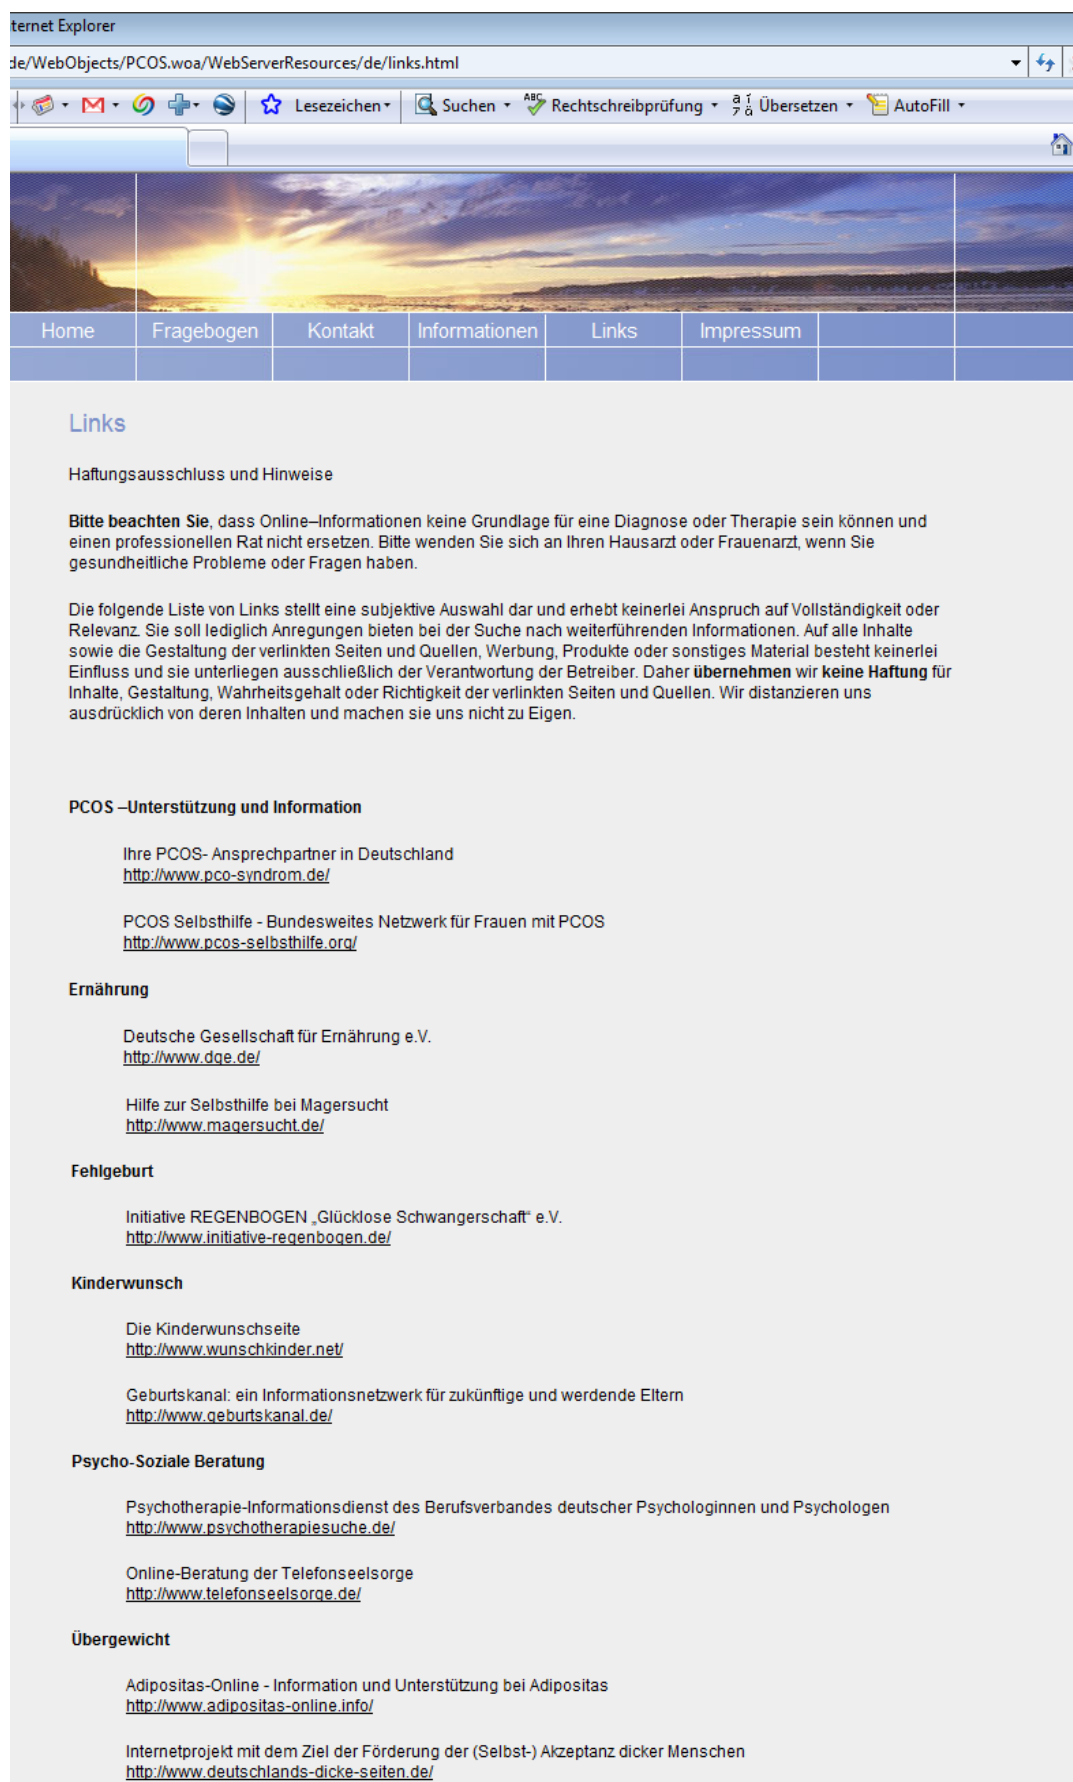 ternet Explorer
de/WebObjects/PCOS.woa/WebServerResources/de/links.html
Lesezeichen Suchen ABC Rechtschreibprüfung Übersetzen AutoFill
Home Fragebogen Kontakt Informationen Links Impressum
Links
Haftungsausschluss und Hinweise
Bitte beachten Sie, dass Online–Informationen keine Grundlage für eine Diagnose oder Therapie sein können und
einen professionellen Rat nicht ersetzen. Bitte wenden Sie sich an Ihren Hausarzt oder Frauenarzt, wenn Sie
gesundheitliche Probleme oder Fragen haben.
Die folgende Liste von Links stellt eine subjektive Auswahl dar und erhebt keinerlei Anspruch auf Vollständigkeit oder
Relevanz. Sie soll lediglich Anregungen bieten bei der Suche nach weiterführenden Informationen. Auf alle Inhalte
sowie die Gestaltung der verlinkten Seiten und Quellen, Werbung, Produkte oder sonstiges Material besteht keinerlei
Einfluss und sie unterliegen ausschließlich der Verantwortung der Betreiber. Daher übernehmen wir keine Haftung für
Inhalte, Gestaltung, Wahrheitsgehalt oder Richtigkeit der verlinkten Seiten und Quellen. Wir distanzieren uns
ausdrücklich von deren Inhalten und machen sie uns nicht zu Eigen.
PCOS –Unterstützung und Information
Ihre PCOS- Ansprechpartner in Deutschland
http://www.pco-syndrom.de/
PCOS Selbsthilfe - Bundesweites Netzwerk für Frauen mit PCOS
http://www.pcos-selbsthilfe.org/
Ernährung
Deutsche Gesellschaft für Ernährung e.V.
http://www.dge.de/
Hilfe zur Selbsthilfe bei Magersucht
http://www.magersucht.de/
Fehlgeburt
Initiative REGENBOGEN „Glücklose Schwangerschaft“ e.V.
http://www.initiative-regenbogen.de/
Kinderwunsch
Die Kinderwunschseite
http://www.wunschkinder.net/
Geburtskanal: ein Informationsnetzwerk für zukünftige und werdende Eltern
http://www.geburtskanal.de/
Psycho-Soziale Beratung
Psychotherapie-Informationsdienst des Berufsverbandes deutscher Psychologinnen und Psychologen
http://www.psychotherapiesuche.de/
Online-Beratung der Telefonseelsorge
http://www.telefonseelsorge.de/
Übergewicht
Adipositas-Online - Information und Unterstützung bei Adipositas
http://www.adipositas-online.info/
Internetprojekt mit dem Ziel der Förderung der (Selbst-) Akzeptanz dicker Menschen
http://www.deutschlands-dicke-seiten.de/